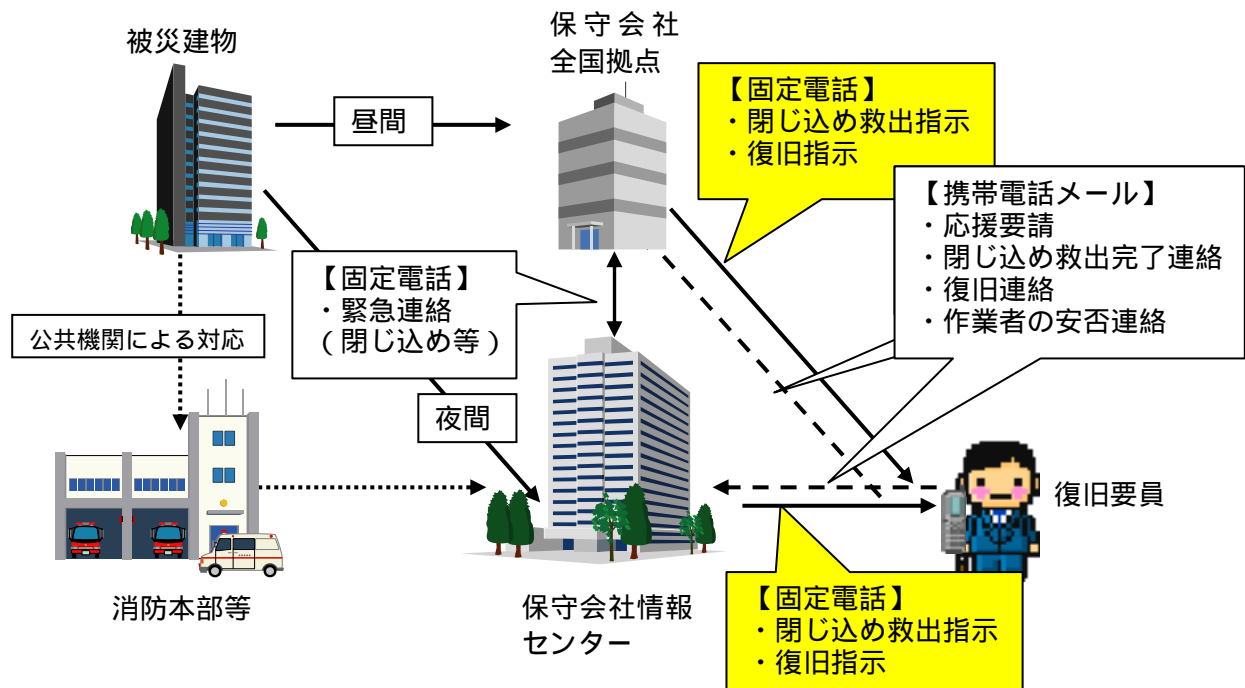 被災建物
保守会社
全国拠点
昼間
【固定電話】
・閉じ込め救出指示
・復旧指示
【携帯電話メール】
・応援要請
・閉じ込め救出完了連絡
・復旧連絡
・作業者の安否連絡
【固定電話】
・緊急連絡
(閉じ込め等)
公共機関による対応
夜間
復旧要員
消防本部等
保守会社情報
センター
【固定電話】
・閉じ込め救出指示
・復旧指示